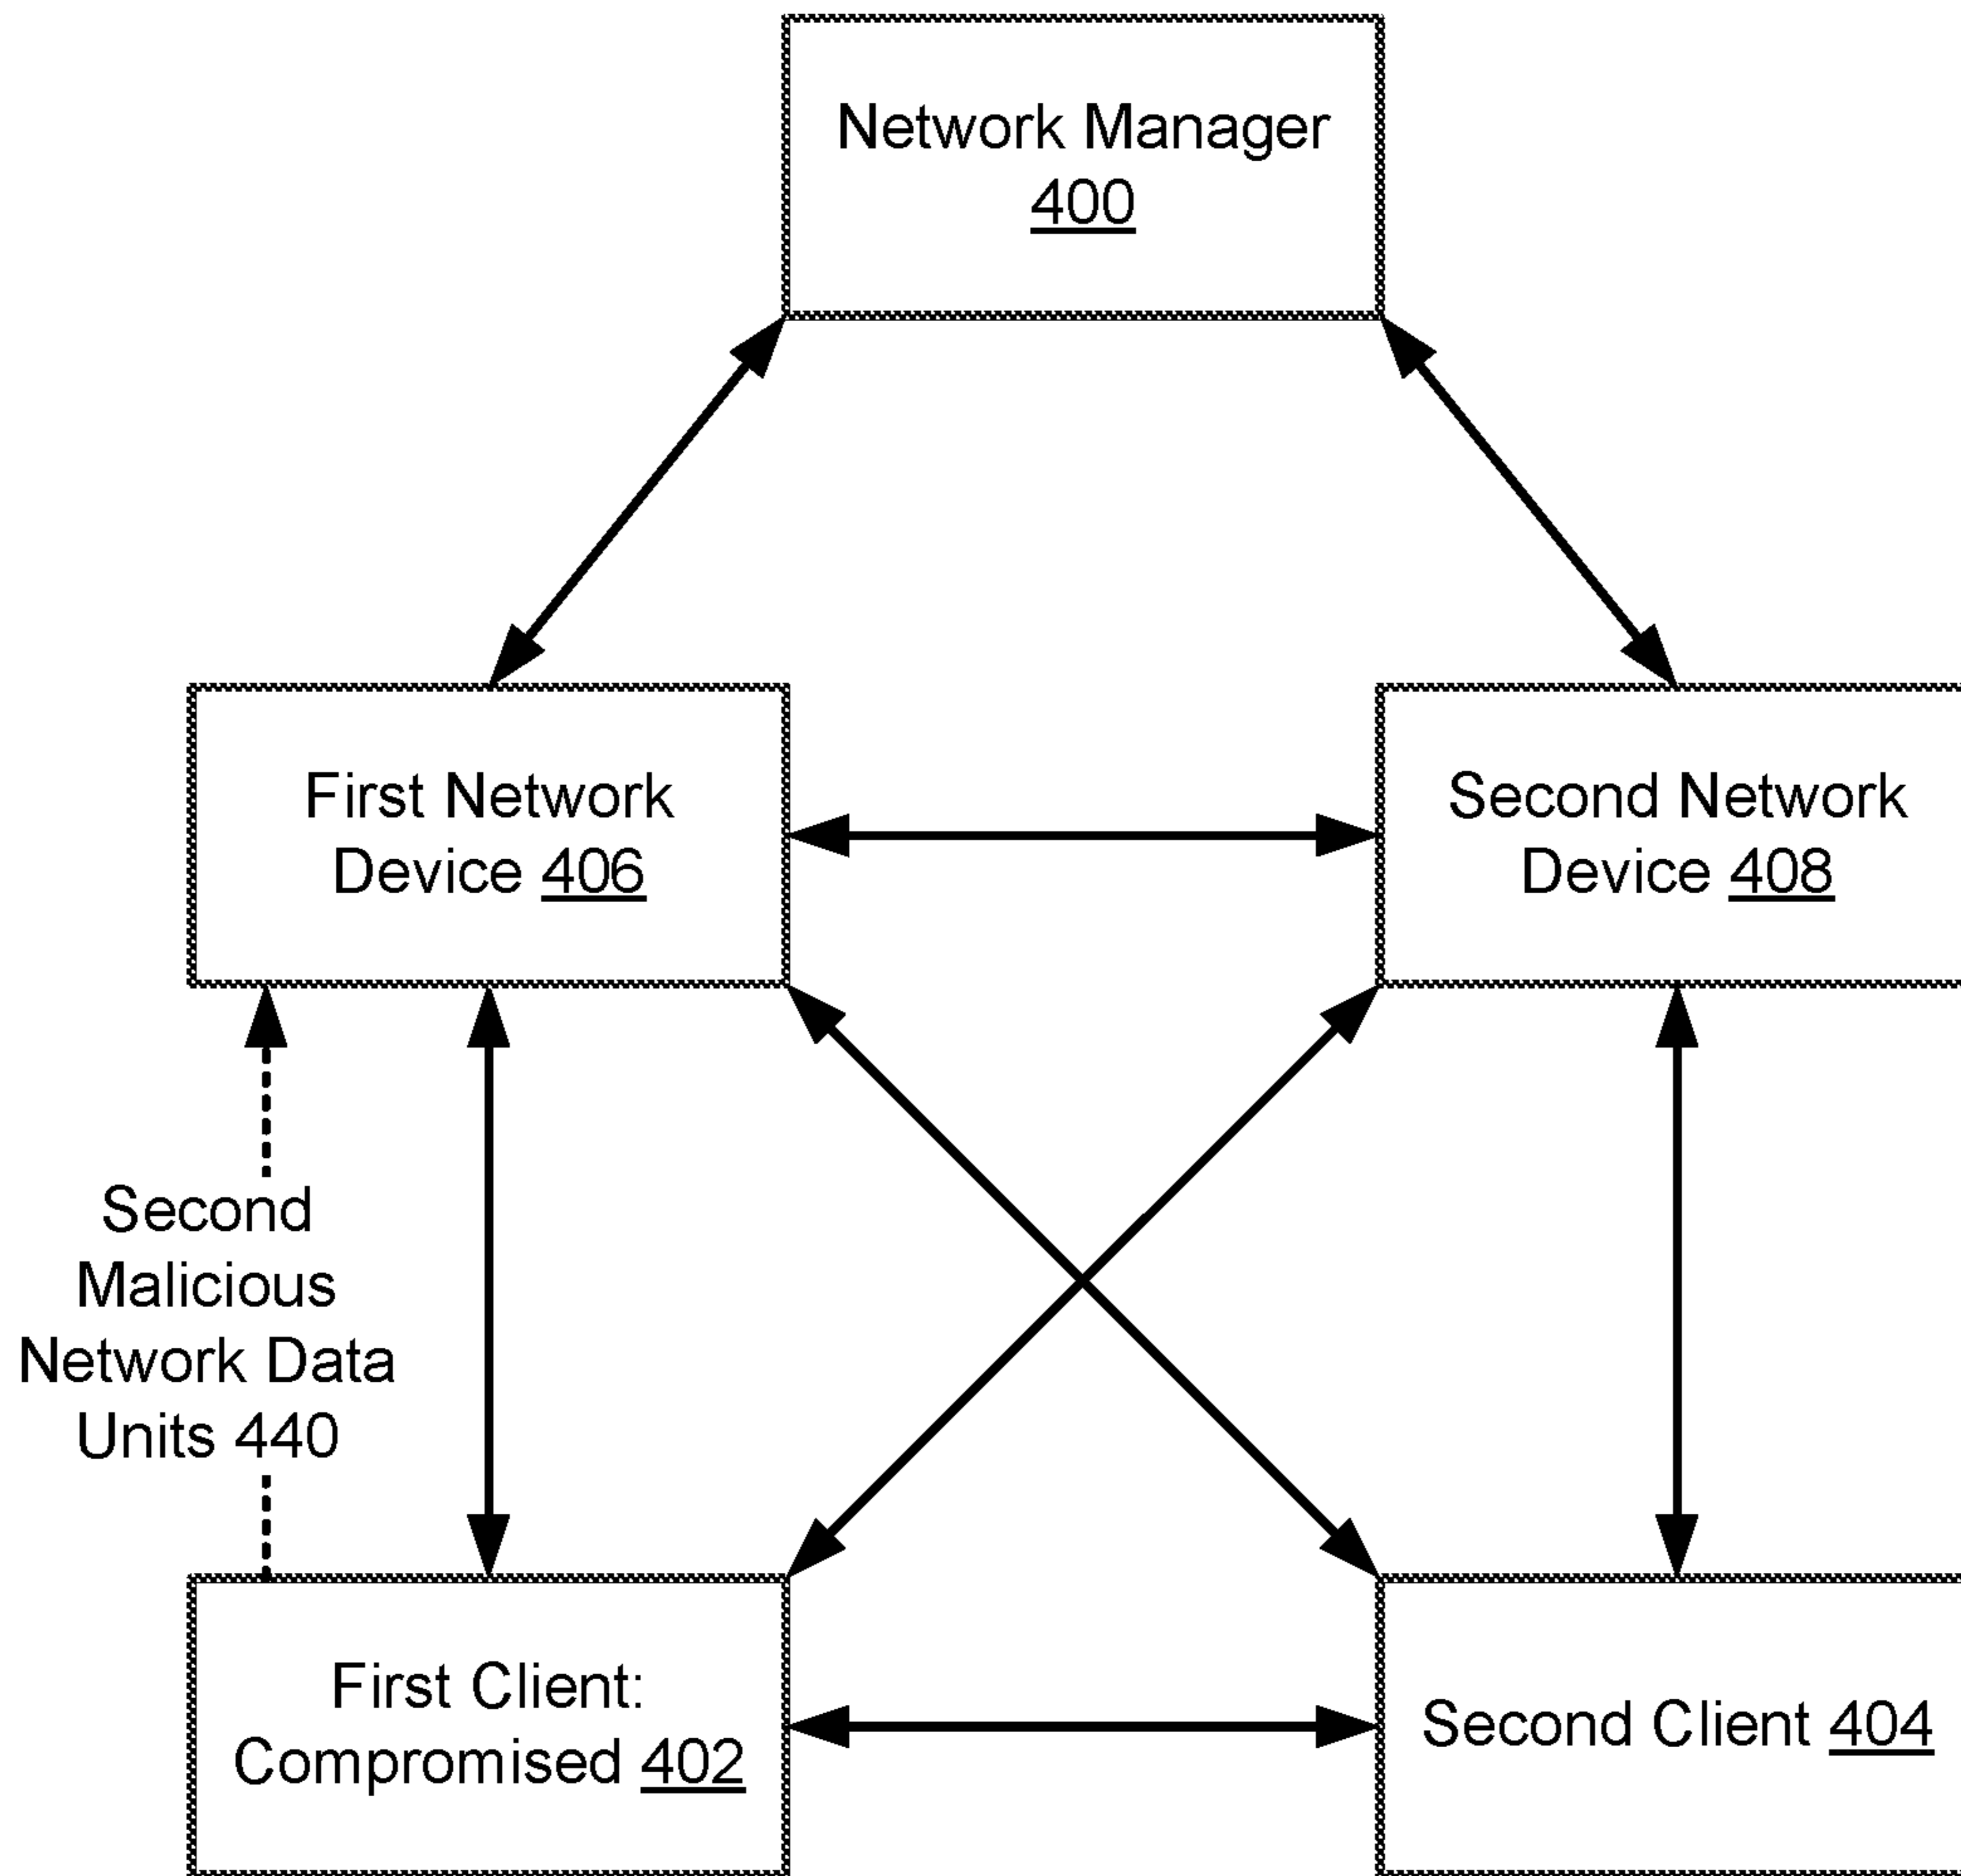 Network Manager
400
First Network
Device 406
Second Network
Device 408
Second
Malicious
Network Data
Units 440
First Client:
Compromised 402
Second Client 404